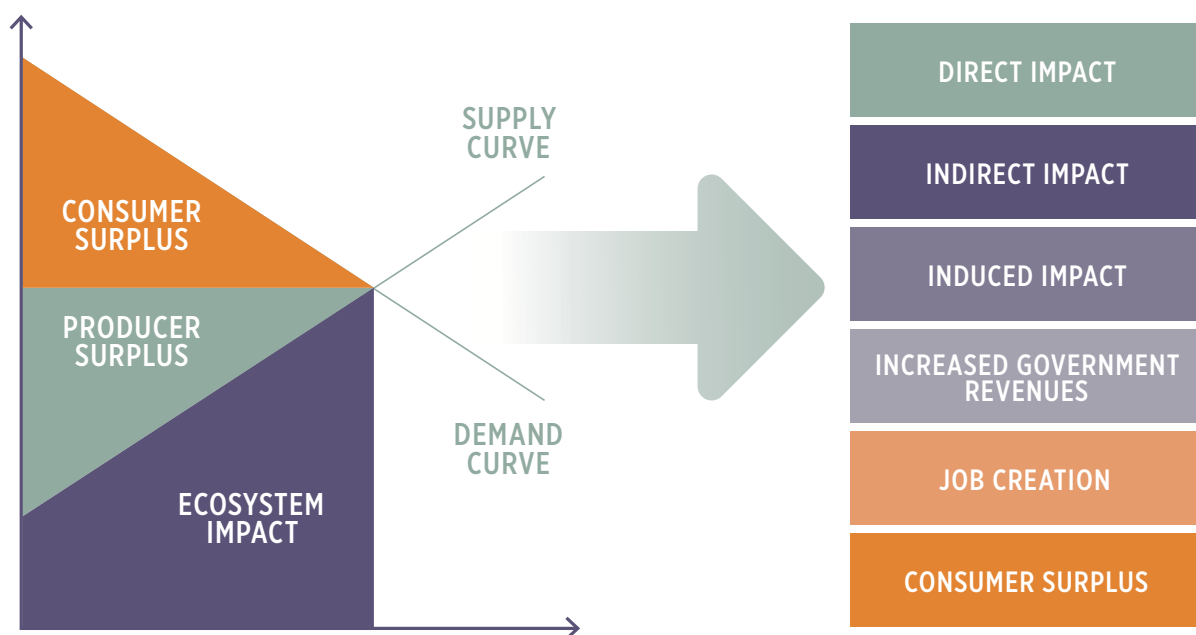 SUPPLY
CURVE
CONSUMER
SURPLUS
PRODUCER
SURPLUS
DEMAND
CURVE
ECOSYSTEM
IMPACT
DIRECT IMPACT
INDIRECT IMPACT
INDUCED IMPACT
INCREASED GOVERNMENT
REVENUES
JOB CREATION
CONSUMER SURPLUS